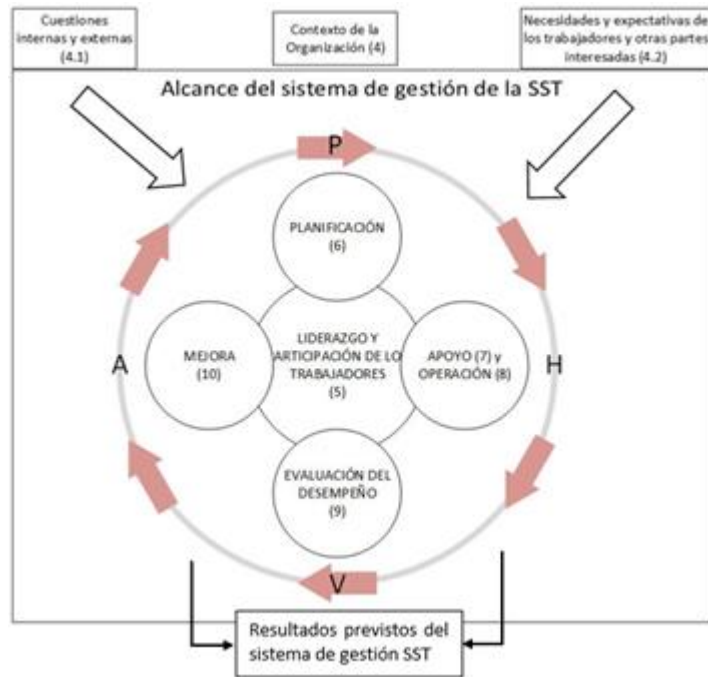 Cuestiones
internas y externas
(4.1)
Contexto de la
Organización (4)
Necesidades y expectativas de
los trabajadores y otras partes
interesadas (4.2)
Alcance del sistema de gestión de la SST
P
PLANIFICACIÓN
(6)
A
MEJORA
(10)
LIDERAZGO Y
ARTICIPACIÓN DE LO
TRABAJADORES
(5)
APOYO (7) y
OPERACIÓN (8)
H
EVALUACIÓN DEL
DESEMPEÑO
(9)
V
Resultados previstos del
sistema de gestión SST